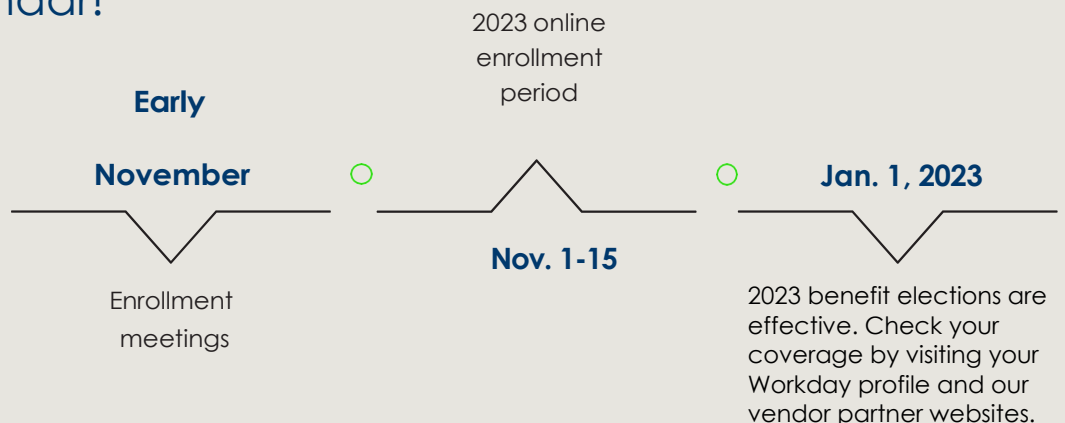 Early
November
Enrollment
meetings
2023 online
enrollment
period
Nov. 1-15
Jan. 1, 2023
2023 benefit elections are
effective. Check your
coverage by visiting your
Workday profile and our
vendor partner websites.